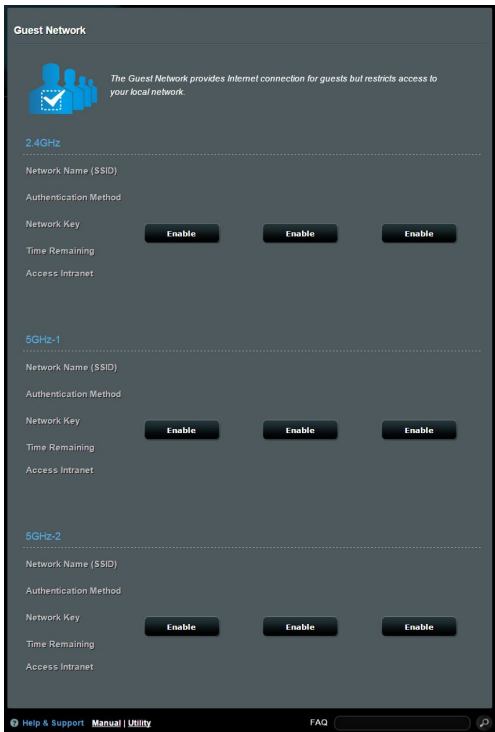 Guest Network
The Guest Network provides Internet connection for guests but restricts access to
your local network.
2.4GHz
Network Name (SSID)
Authentication Method
Network Key
Enable Enable Enable
Time Remaining
Access Intranet
5GHz-1
Network Name (SSID)
Authentication Method
Network Key
Enable Enable Enable
Time Remaining
Access Intranet
5GHz-2
Network Name (SSID)
Authentication Method
Network Key
Enable Enable Enable
Time Remaining
Access Intranet
? Help & Support Manual | Utility FAQ